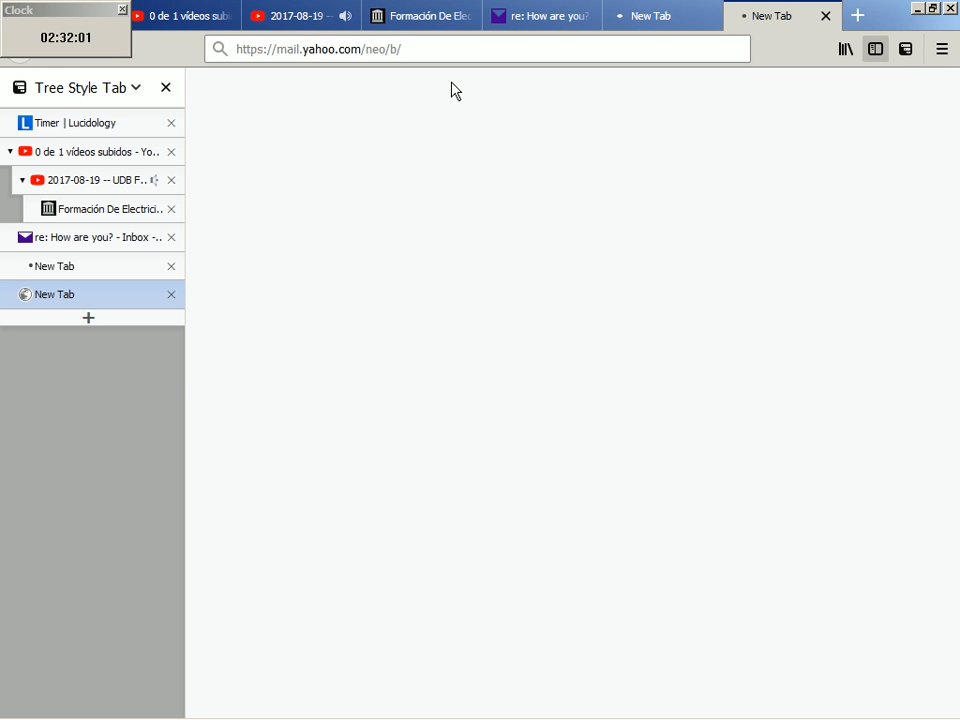 Clock
02:32:01
0 de 1 vídeos subi
2017-08-19 --
Formación De Elec
re: How are you?
New Tab
New Tab
https://mail.yahoo.com/neo/b/
Tree Style Tab
Timer | Lucidology
0 de 1 vídeos subidos - Yo..
2017-08-19 -- UDB F..
Formación De Electrici..
re: How are you? - Inbox -..
New Tab
New Tab